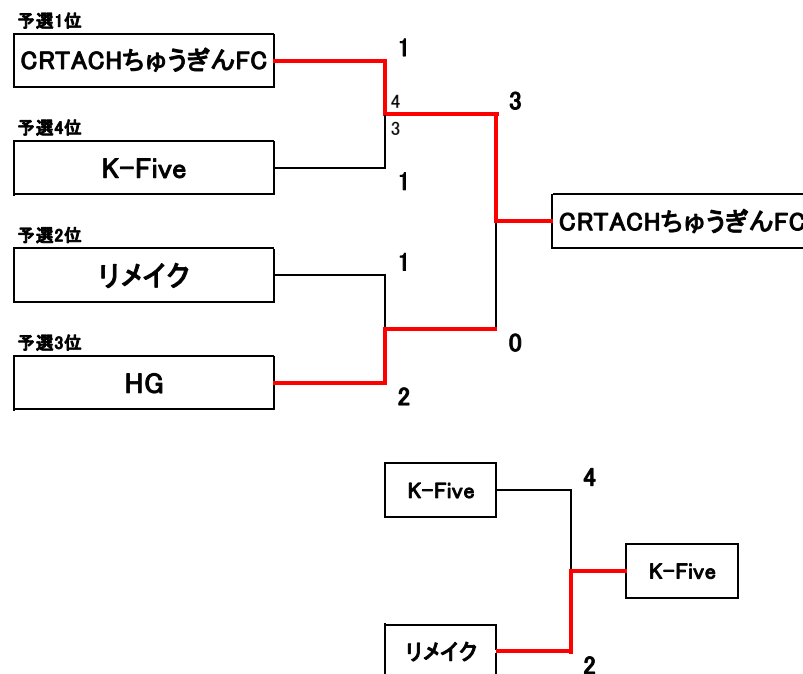 予選1位
CRTACHちゅうぎんFC
1
4
3
予選4位
3
K-Five
1
CRTACHちゅうぎんFC
予選2位
リメイク
1
予選3位
0
HG
2
K-Five
4
K-Five
リメイク
2